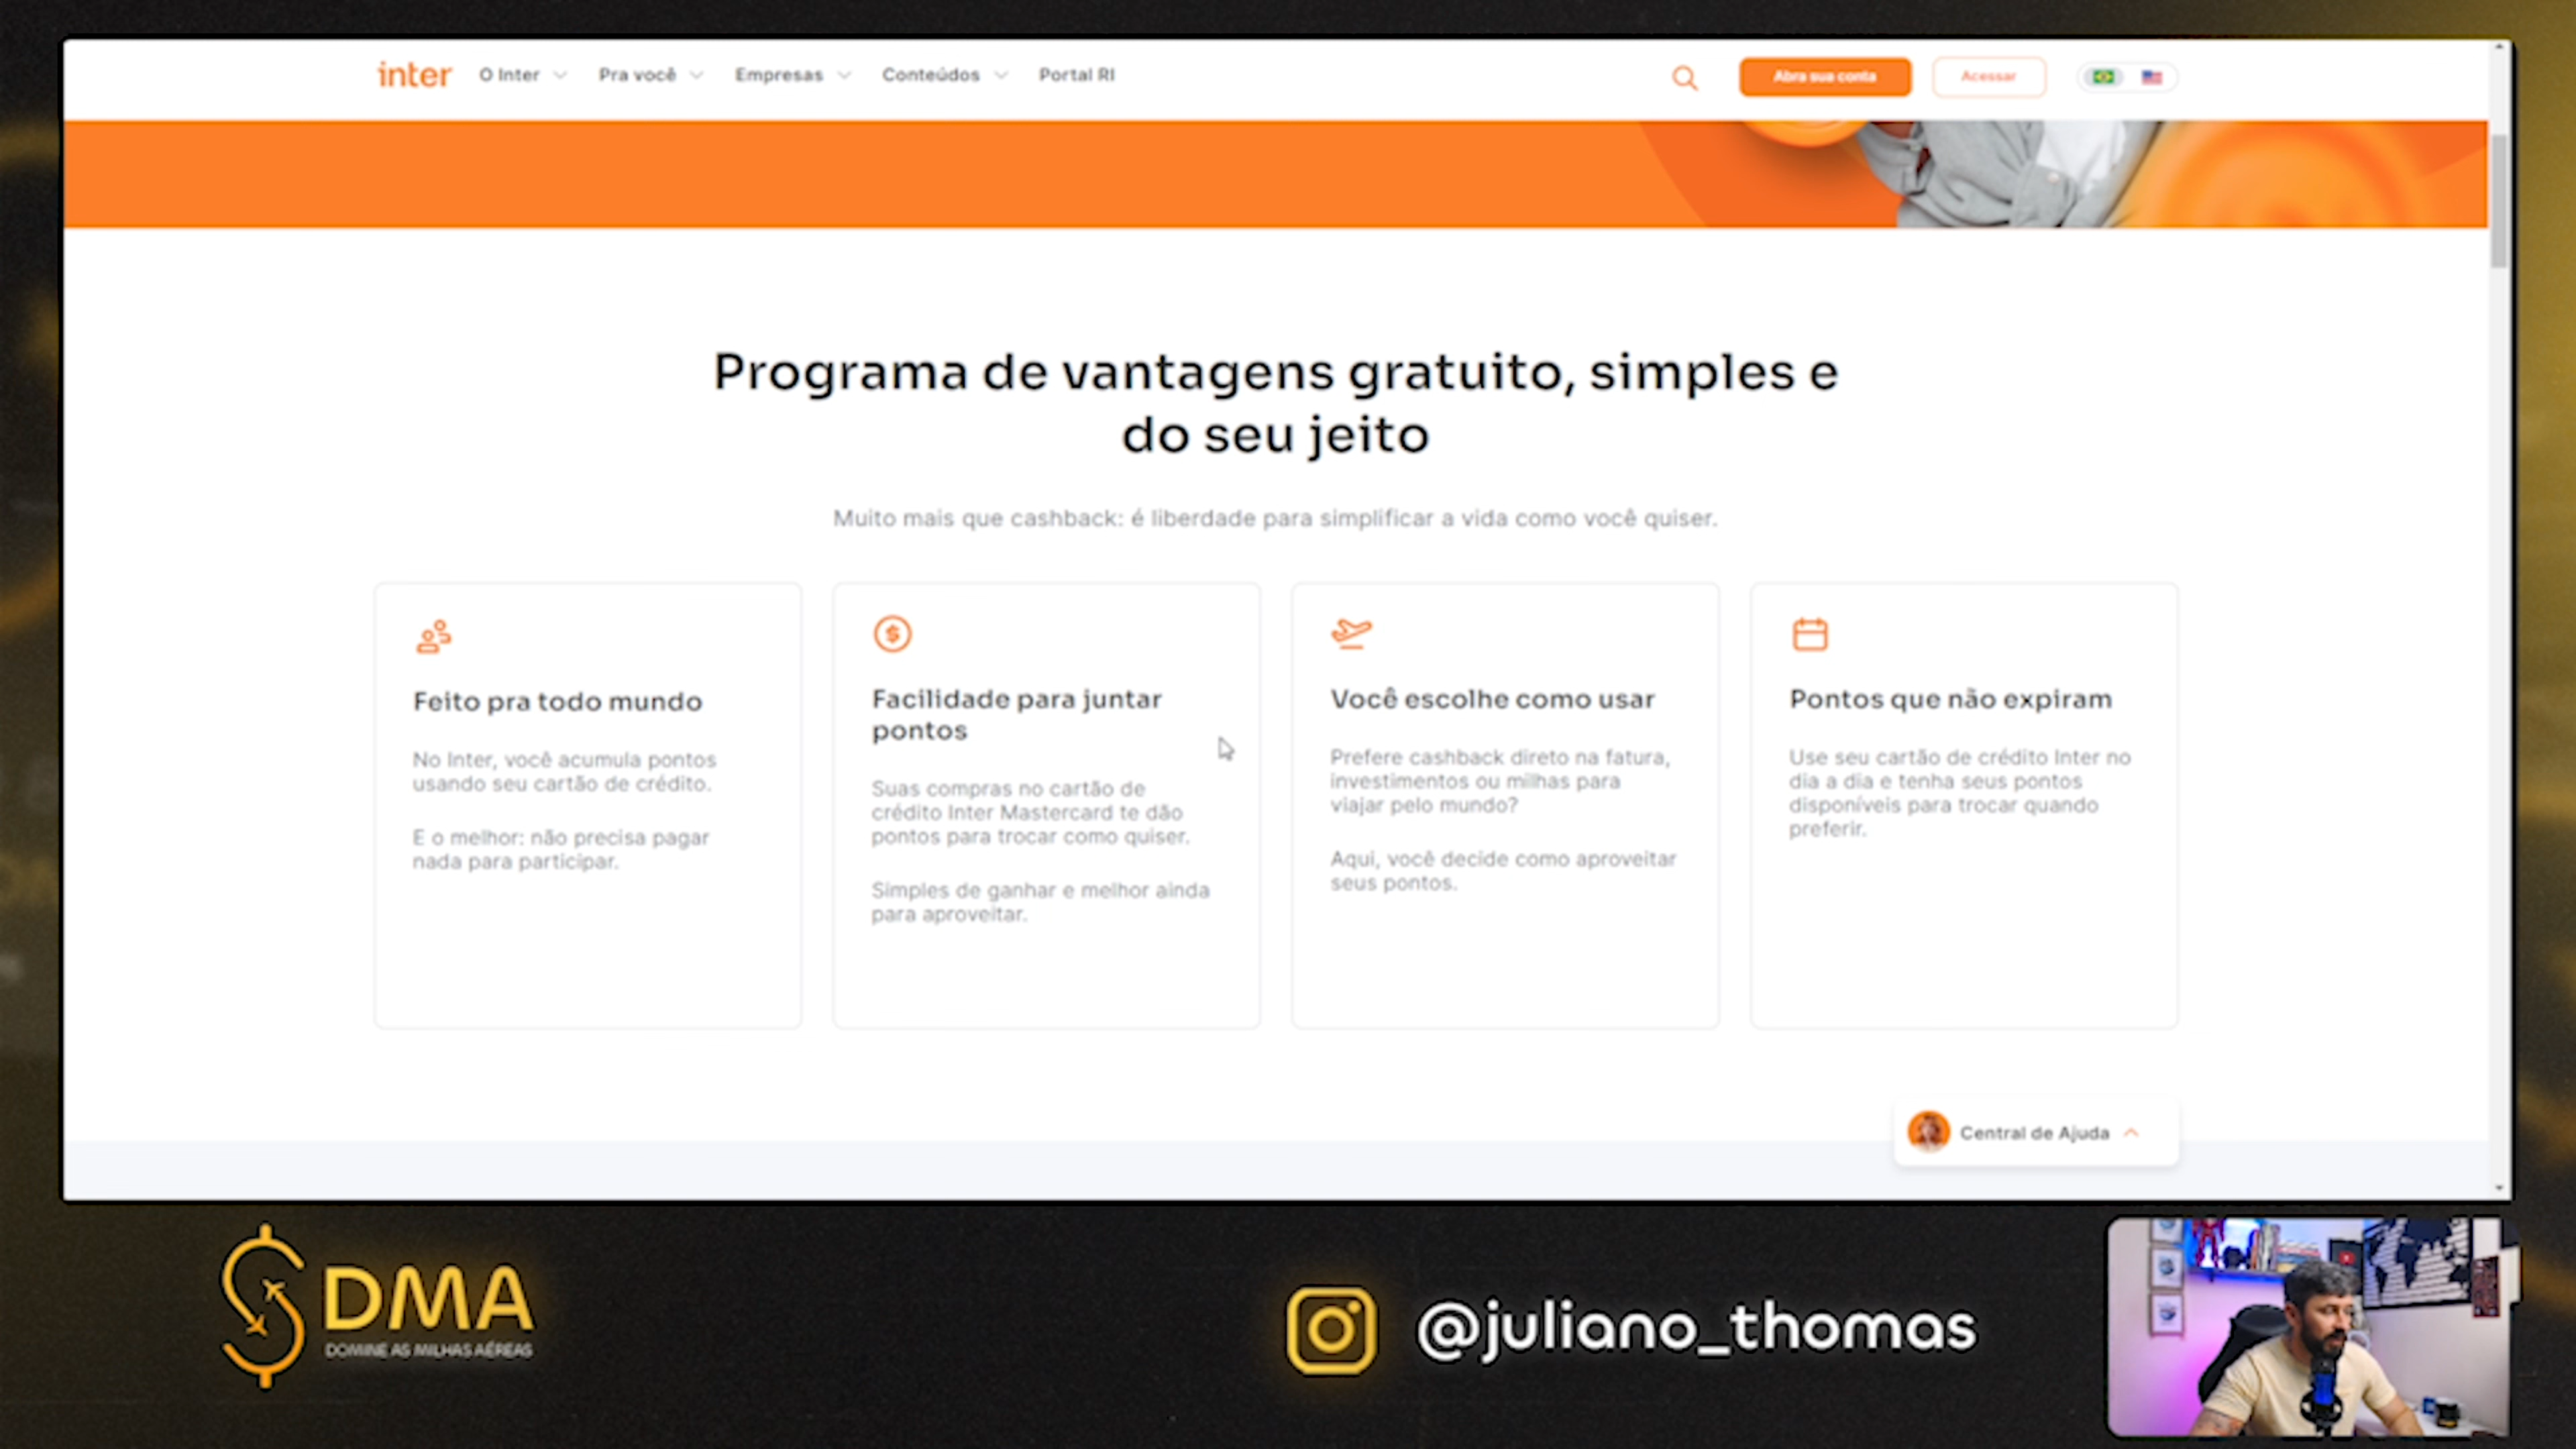 inter O Inter Pra você Empresas Conteúdos Portal RI Abra sua conta Acessar
Programa de vantagens gratuito, simples e
do seu jeito
Muito mais que cashback: é liberdade para simplificar a vida como você quiser.
Feito pra todo mundo
No Inter, você acumula pontos
usando seu cartão de crédito.
E o melhor: não precisa pagar
nada para participar.
Facilidade para juntar
pontos
Suas compras no cartão de
crédito Inter Mastercard te dão
pontos para trocar como quiser.
Simples de ganhar e melhor ainda
para aproveitar.
Você escolhe como usar
Prefere cashback direto na fatura,
investimentos ou milhas para
viajar pelo mundo?
Aqui, você decide como aproveitar
seus pontos.
Pontos que não expiram
Use seu cartão de crédito Inter no
dia a dia e tenha seus pontos
disponíveis para trocar quando
preferir.
Central de Ajuda
DMA
DOMINE AS MILHAS AÉREAS
@juliano_thomas